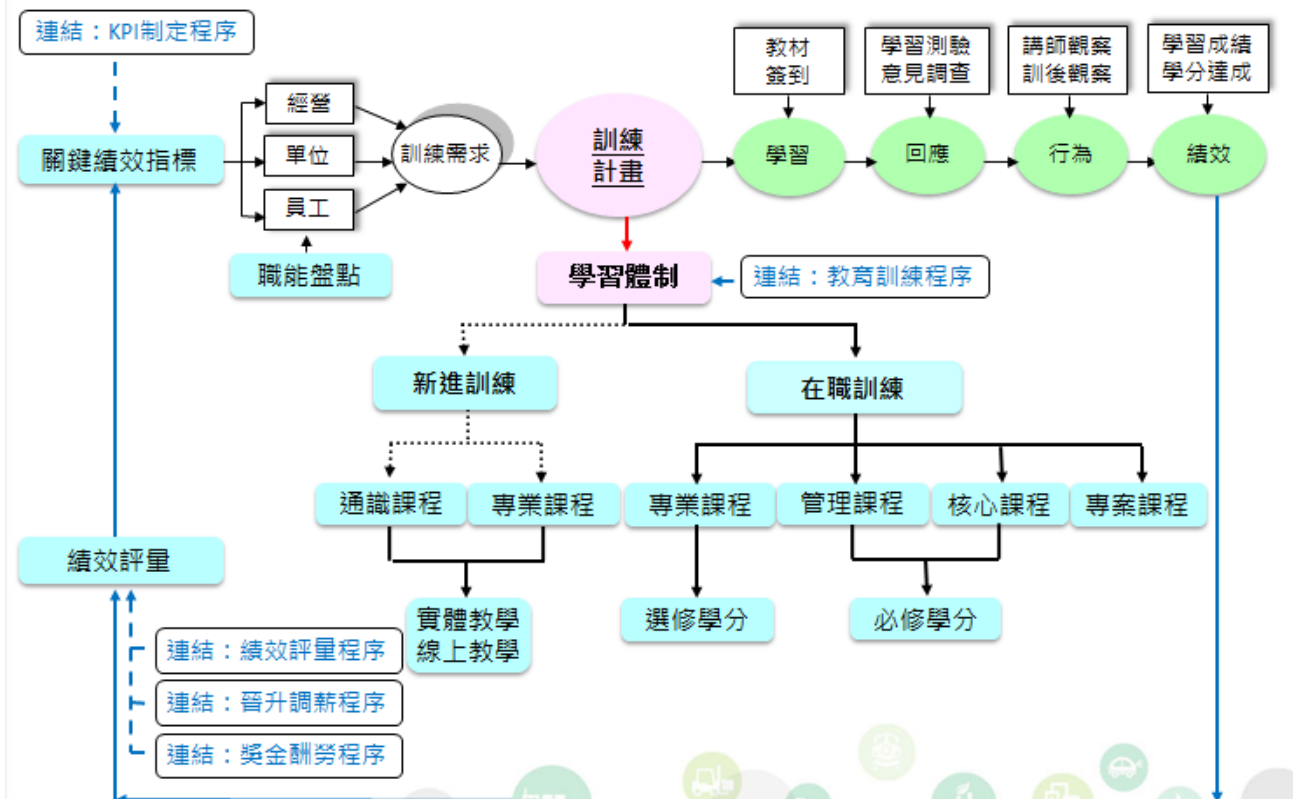 連結：KPI制定程序
教材
簽到
學習測驗
意見調查
講師觀察
訓後觀察
學習成績
學分達成
經營
關鍵績效指標
單位
訓練需求
訓練
計畫
學習
回應
行為
績效
員工
職能盤點
學習體制
連結：教育訓練程序
新進訓練
在職訓練
通識課程
專業課程
專業課程
管理課程
核心課程
專案課程
績效評量
實體教學
線上教學
選修學分
必修學分
連結：績效評量程序
連結：晉升調薪程序
連結：獎金酬勞程序